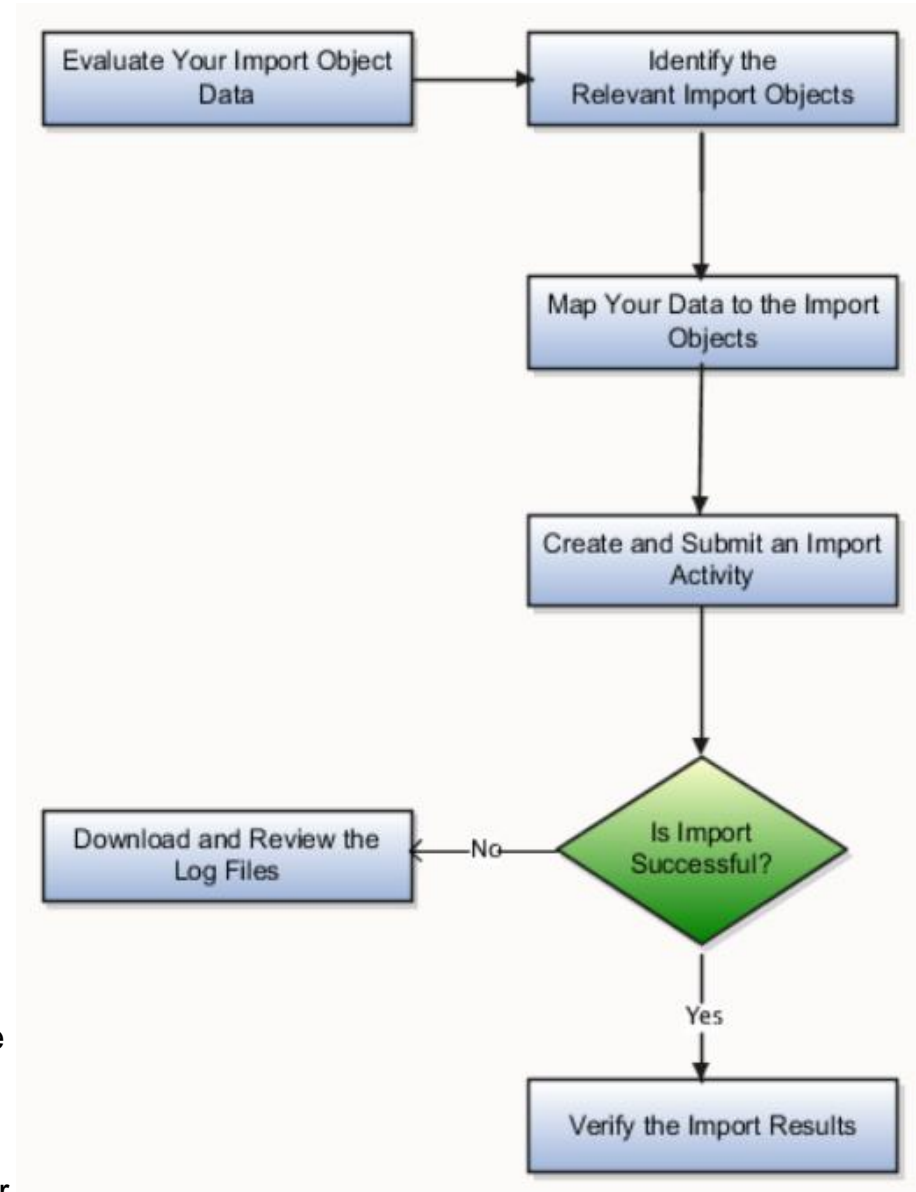 Evaluate Your Import Object
Data
Identify the
Relevant Import Objects
Map Your Data to the Import
Objects
Create and Submit an Import
Activity
Is Import
Successful?
No
Download and Review the
Log Files
Yes
e
Verify the Import Results
r